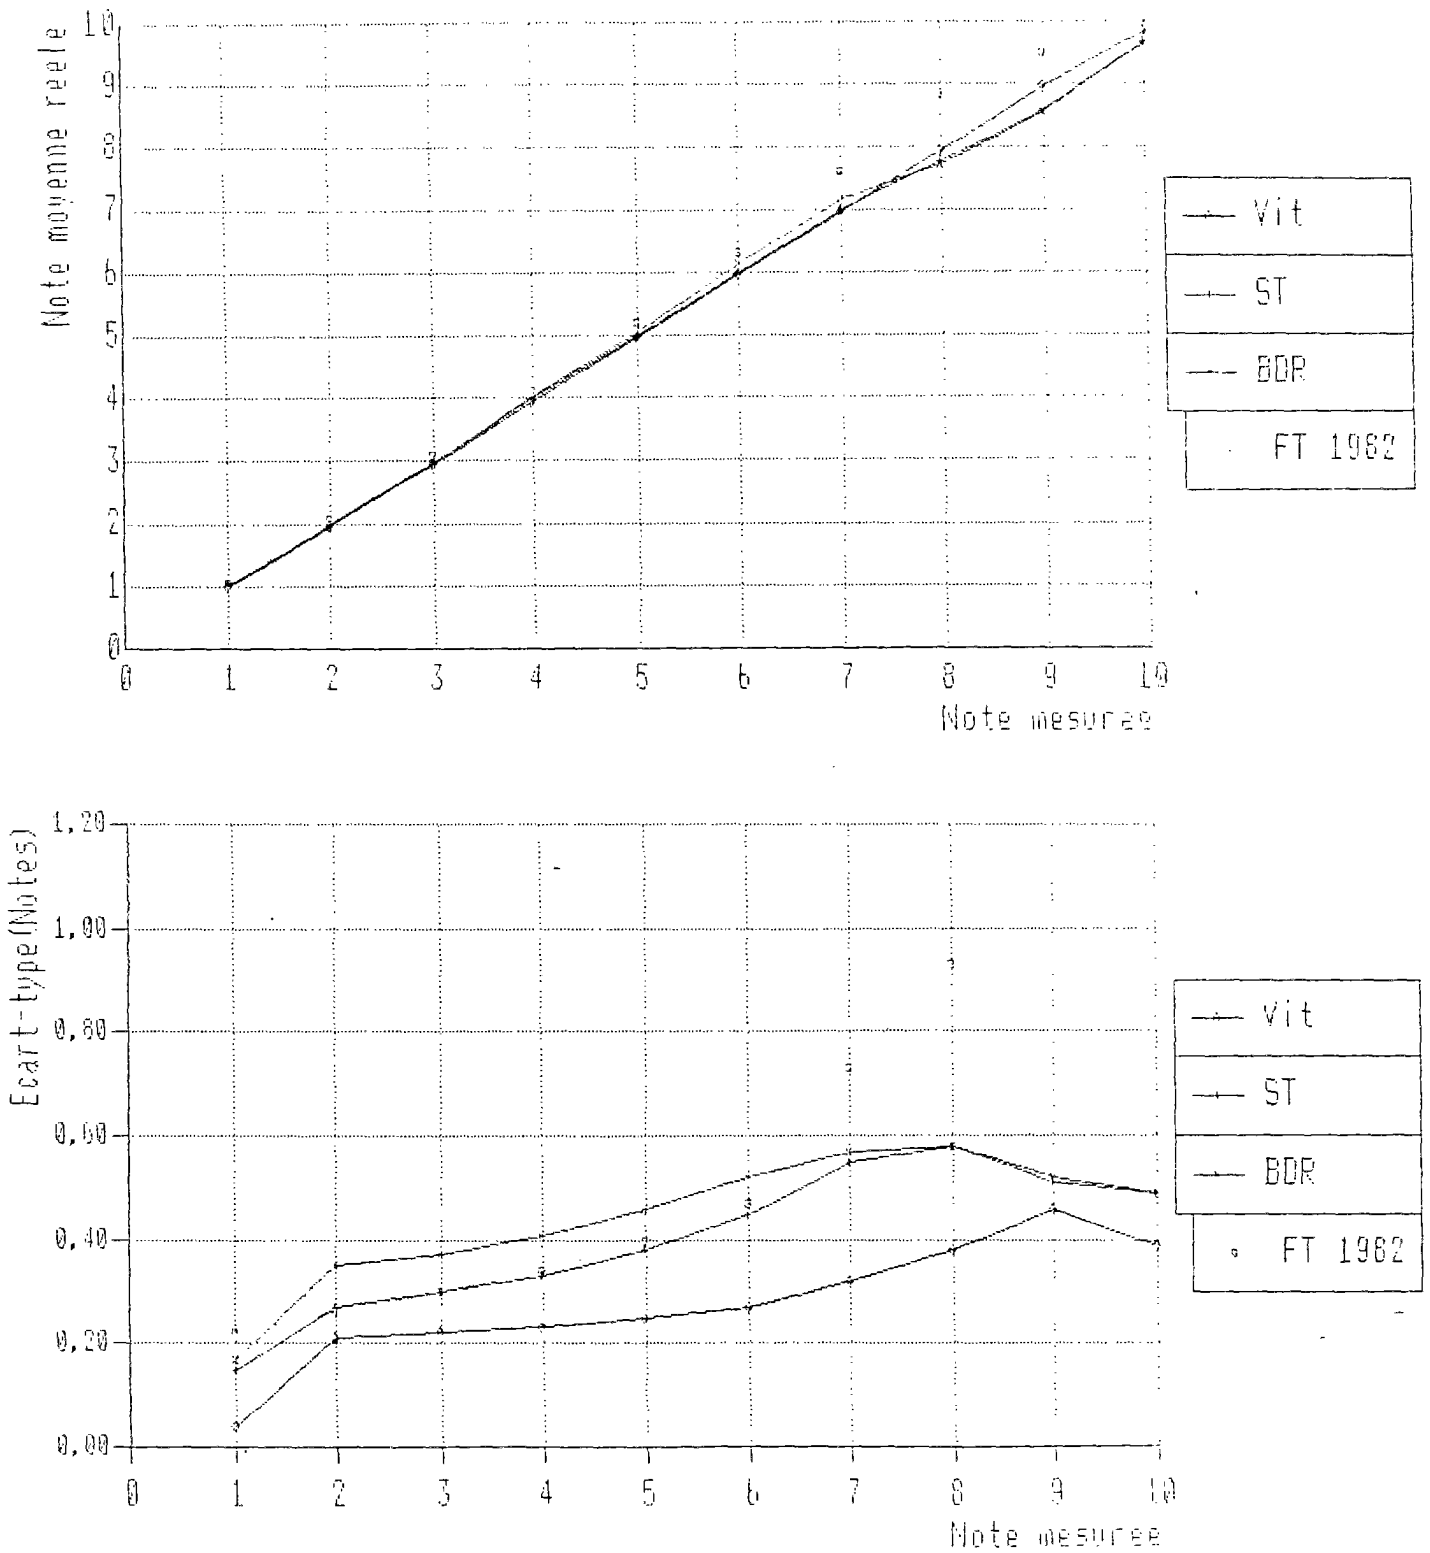 Note moyenne reele
10
9
8
7
6
5
4
3
2
1
0
0 1 2 3 4 5 6 7 8 9 10
Note mesuree
Vit
ST
BDR
FT 1982
Ecart-type(Notes)
1,20
1,00
0,80
0,60
0,40
0,20
0,00
0 1 2 3 4 5 6 7 8 9 10
Note mesuree
Vit
ST
BDR
FT 1982